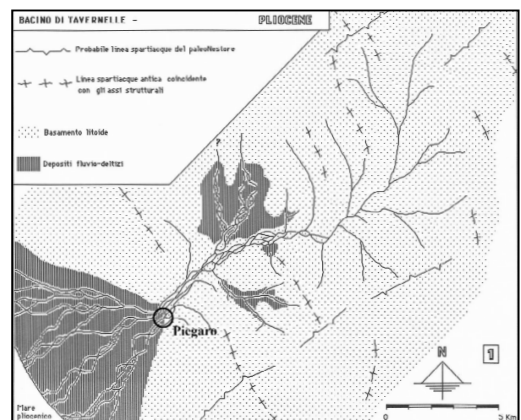 BACINO DI TAVERNELLE - PLIOCENE
Probabile linea spartiacque del paleoNestore
Linea spartiacque antica coincidente
con gli assi strutturali
Basamento litoide
Depositi fluvio-deltizi
?
Piegaro
N
1
Mare
pliocenico
0 5 Km